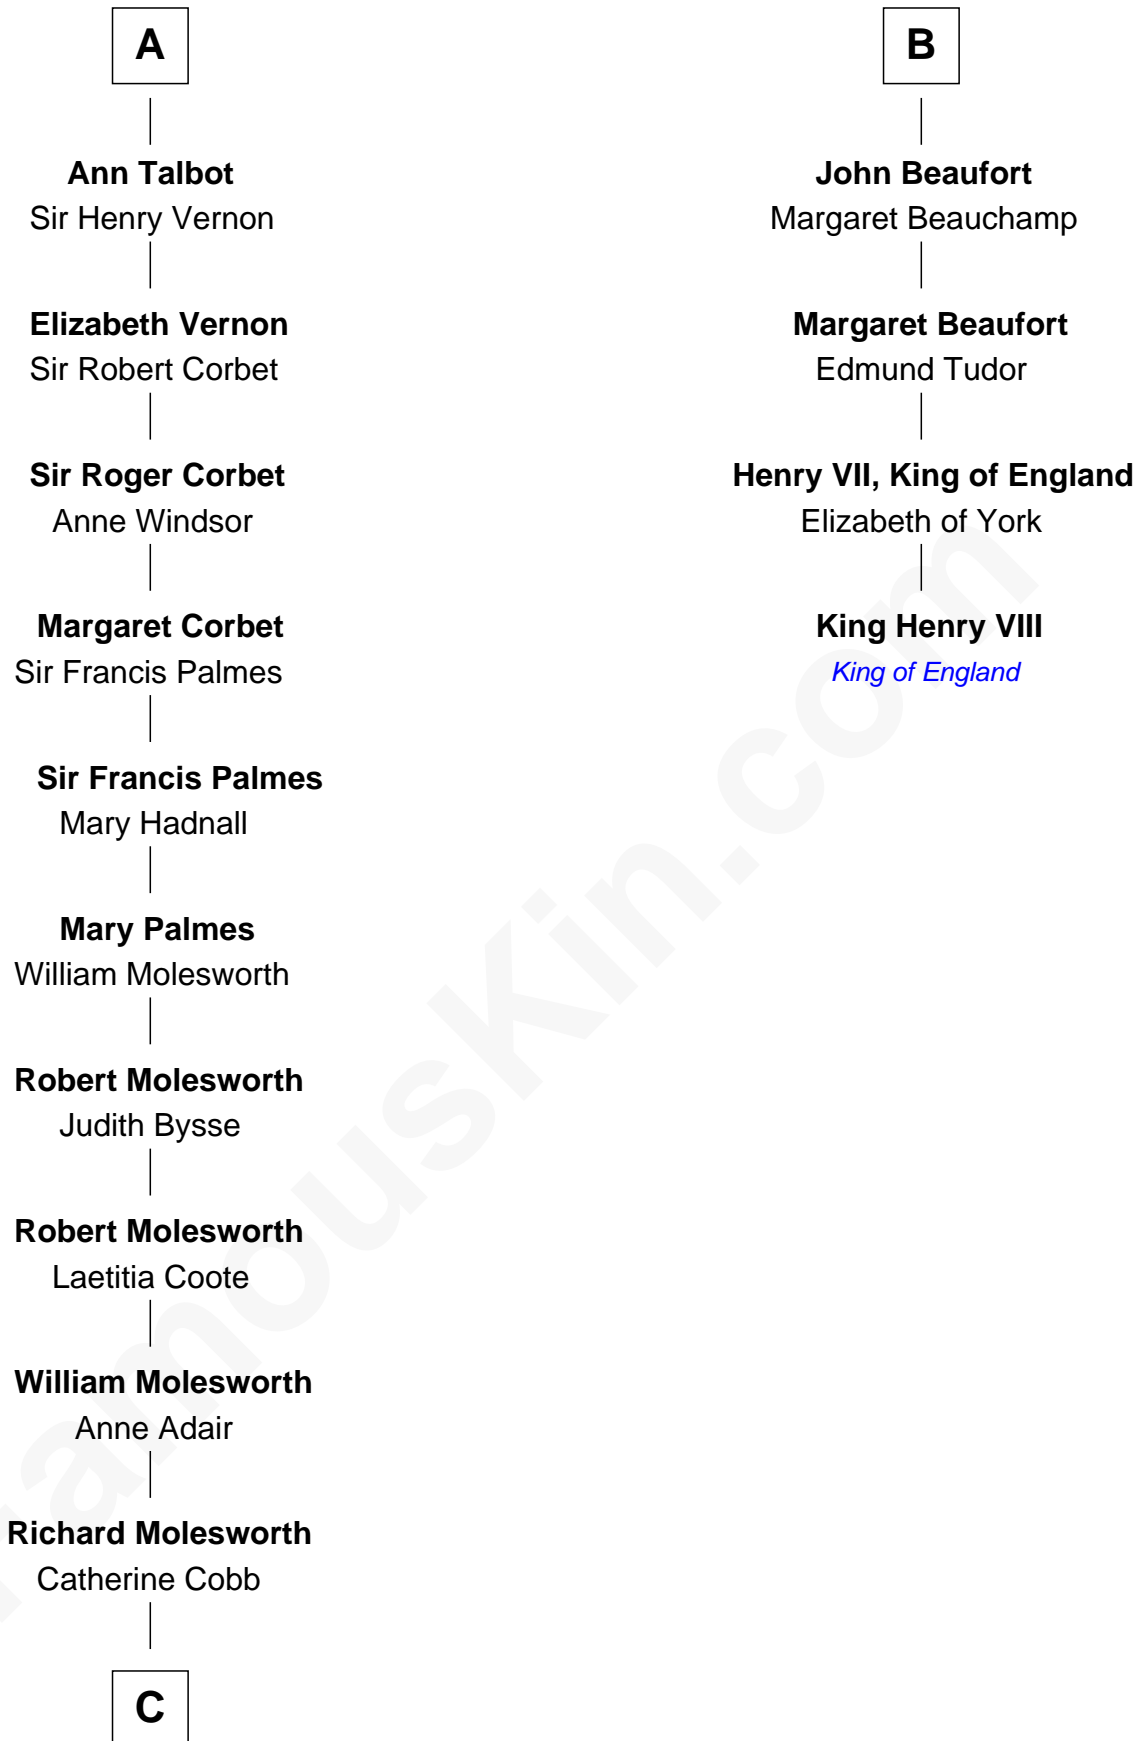 A
Ann Talbot
Sir Henry Vernon
Elizabeth Vernon
Sir Robert Corbet
Sir Roger Corbet
Anne Windsor
Margaret Corbet
Sir Francis Palmes
Sir Francis Palmes
Mary Hadnall
Mary Palmes
William Molesworth
Robert Molesworth
Judith Bysse
Robert Molesworth
Laetitia Coote
William Molesworth
Anne Adair
Richard Molesworth
Catherine Cobb
C
B
John Beaufort
Margaret Beauchamp
Margaret Beaufort
Edmund Tudor
Henry VII, King of England
Elizabeth of York
King Henry VIII
King of England
FamousKin.com